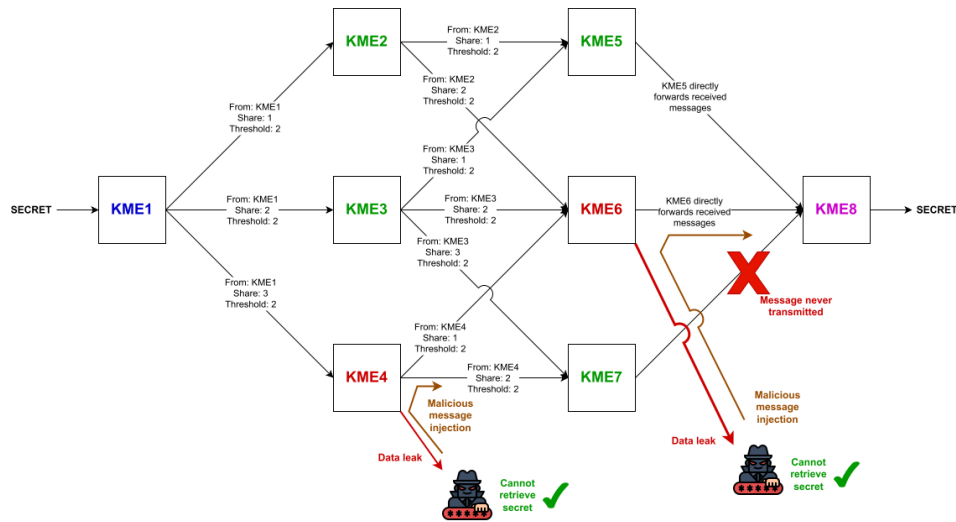 KME2
From: KME2
Share: 1
Threshold: 2
KME5
From: KME2
Share: 2
Threshold: 2
KME5 directly
forwards received
messages
From: KME1
Share: 1
Threshold: 2
From: KME3
Share: 1
Threshold: 2
SECRET
KME1
From: KME1
Share: 2
Threshold: 2
KME3
From: KME3
Share: 2
Threshold: 2
KME6
KME6 directly
forwards received
messages
KME8
SECRET
From: KME3
Share: 3
Threshold: 2
From: KME1
Share: 3
Threshold: 2
Message never
transmitted
From: KME4
Share: 1
Threshold: 2
KME4
From: KME4
Share: 2
Threshold: 2
KME7
Malicious
message
injection
Malicious
message
injection
Data leak
Data leak
Cannot
retrieve
secret
Cannot
retrieve
secret